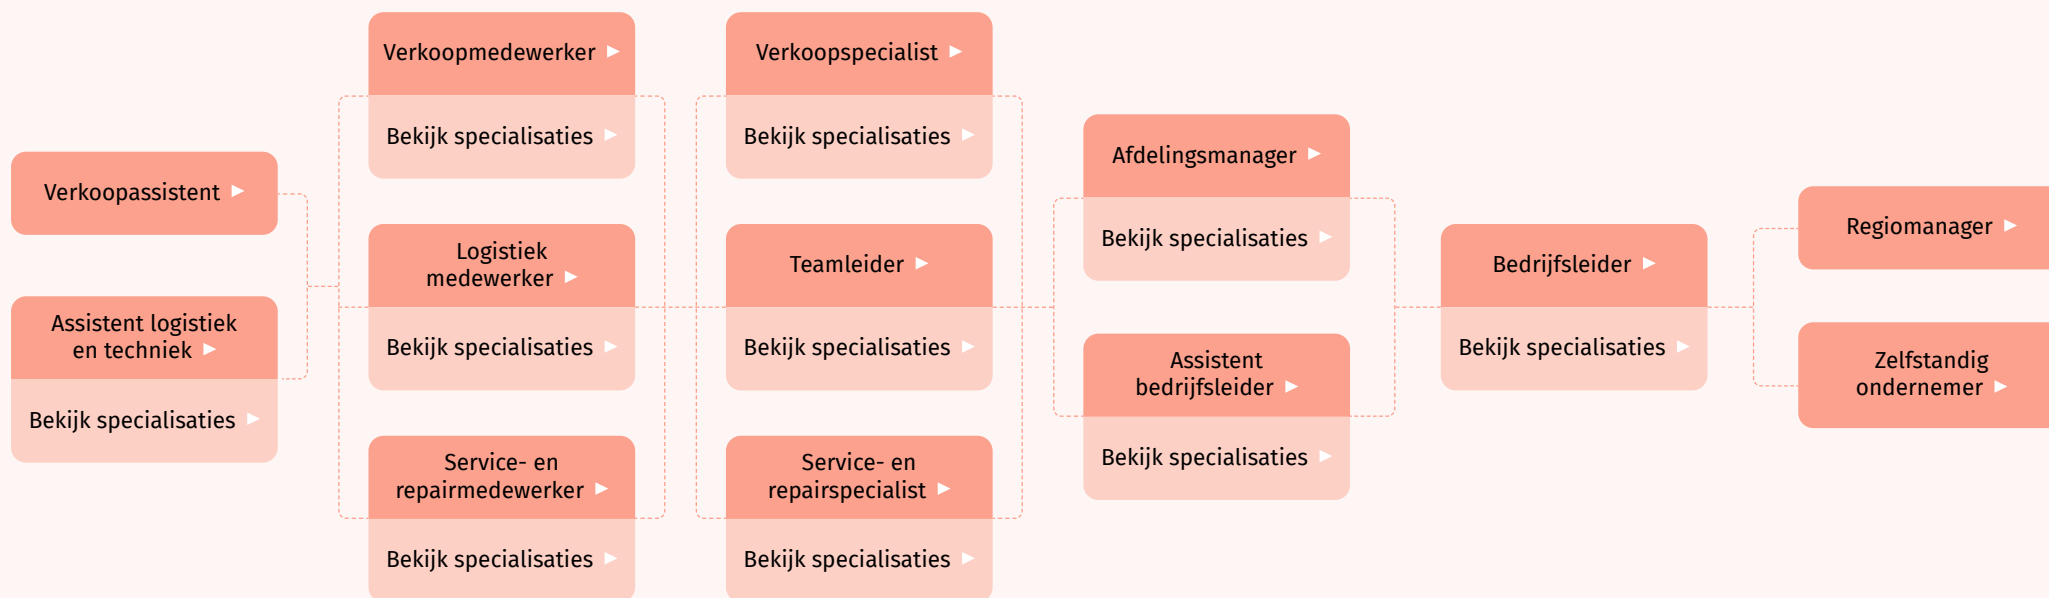 Verkoopassistent
Assistent logistiek
en techniek
Bekijk specialisaties
Verkoopmedewerker
Bekijk specialisaties
Logistiek
medewerker
Bekijk specialisaties
Service- en
repairmedewerker
Bekijk specialisaties
Verkoopspecialist
Bekijk specialisaties
Teamleider
Bekijk specialisaties
Service- en
repairspecialist
Bekijk specialisaties
Afdelingsmanager
Bekijk specialisaties
Assistent
bedrijfsleider
Bekijk specialisaties
Bedrijfsleider
Bekijk specialisaties
Regiomanager
Zelfstandig
ondernemer